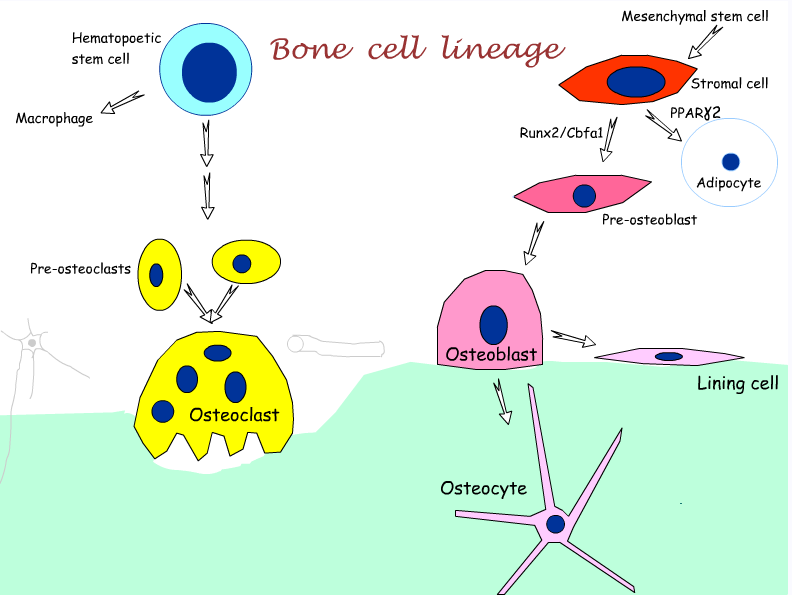 Bone cell lineage
Hematopoetic
stem cell
Macrophage
Pre-osteoclasts
Osteoclast
Mesenchymal stem cell
Stromal cell
PPARɣ2
Runx2/Cbfa1
Adipocyte
Pre-osteoblast
Osteoblast
Lining cell
Osteocyte